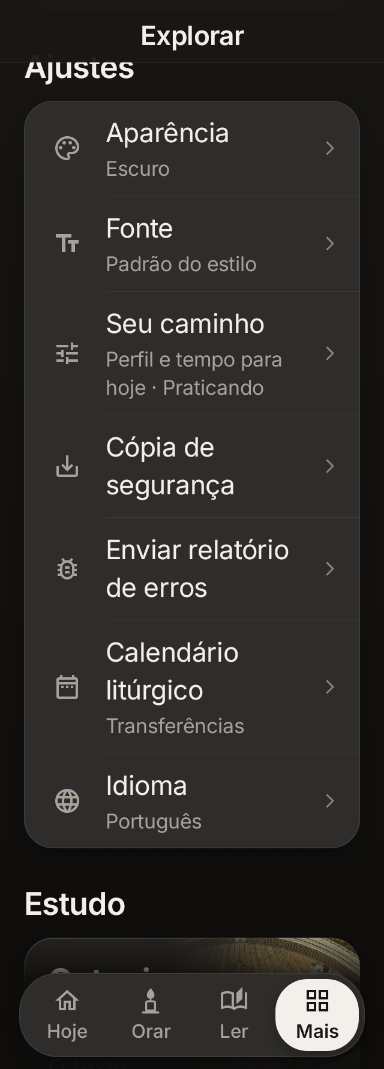 Explorar
Ajustes
Aparência
Escuro
Fonte
Padrão do estilo
Seu caminho
Perfil e tempo para
hoje · Praticando
Cópia de
segurança
Enviar relatório
de erros
Calendário
litúrgico
Transferências
Idioma
Português
Estudo
Hoje
Orar
Ler
Mais